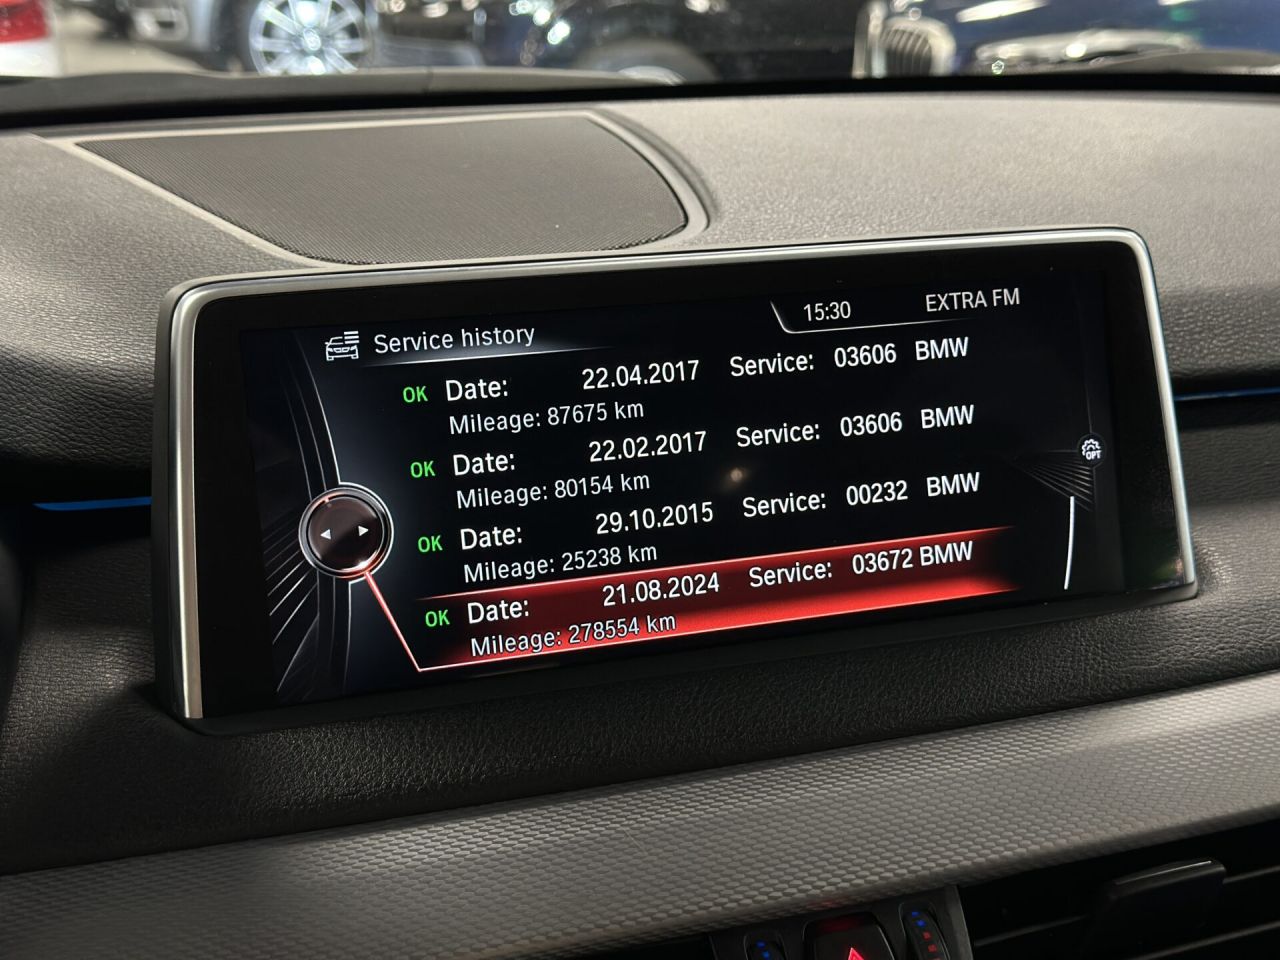 Service history
15:30
EXTRA FM
OK Date: 22.04.2017 Service: 03606 BMW
Mileage: 87675 km
OK Date: 22.02.2017 Service: 03606 BMW
Mileage: 80154 km
OK Date: 29.10.2015 Service: 00232 BMW
Mileage: 25238 km
OK Date: 21.08.2024 Service: 03672 BMW
Mileage: 278554 km
OPT